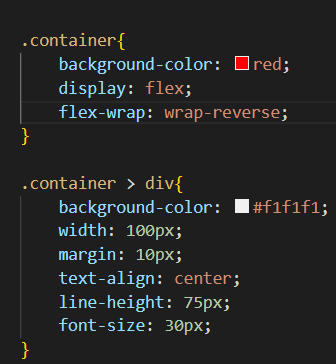 .container{
background-color: red;
display: flex;
flex-wrap: wrap-reverse;
}
.container > div{
background-color: #f1f1f1;
width: 100px;
margin: 10px;
text-align: center;
line-height: 75px;
font-size: 30px;
}